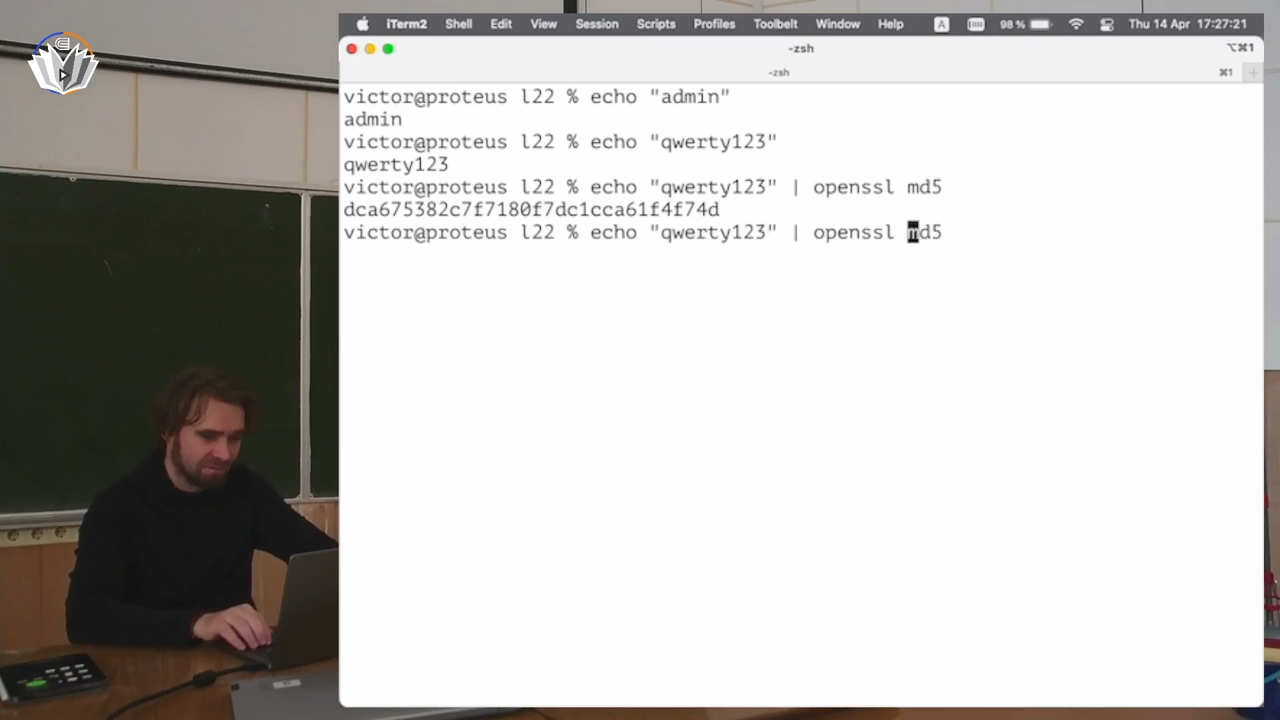 iTerm2 Shell Edit View Session Scripts Profiles Toolbelt Window Help A 98 % Thu 14 Apr 17:27:21
-zsh ⌥⌘1
-zsh ⌘1 +
victor@proteus l22 % echo "admin"
admin
victor@proteus l22 % echo "qwerty123"
qwerty123
victor@proteus l22 % echo "qwerty123" | openssl md5
dca675382c7f7180f7dc1cca61f4f74d
victor@proteus l22 % echo "qwerty123" | openssl md5